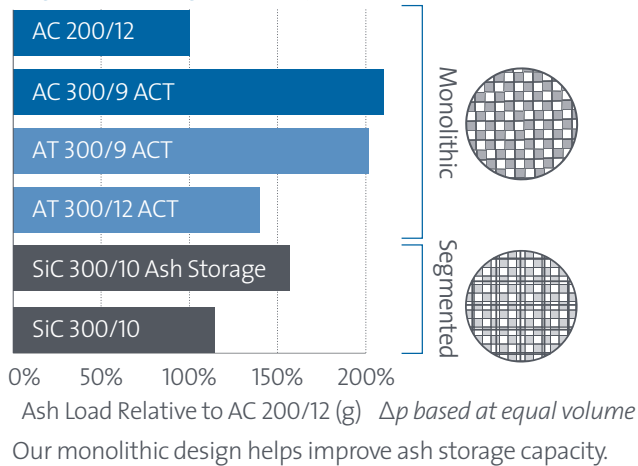 AC 200/12
AC 300/9 ACT
AT 300/9 ACT
AT 300/12 ACT
SiC 300/10 Ash Storage
SiC 300/10
Monolithic
Segmented
0% 50% 100% 150% 200%
Ash Load Relative to AC 200/12 (g) Δp based at equal volume
Our monolithic design helps improve ash storage capacity.